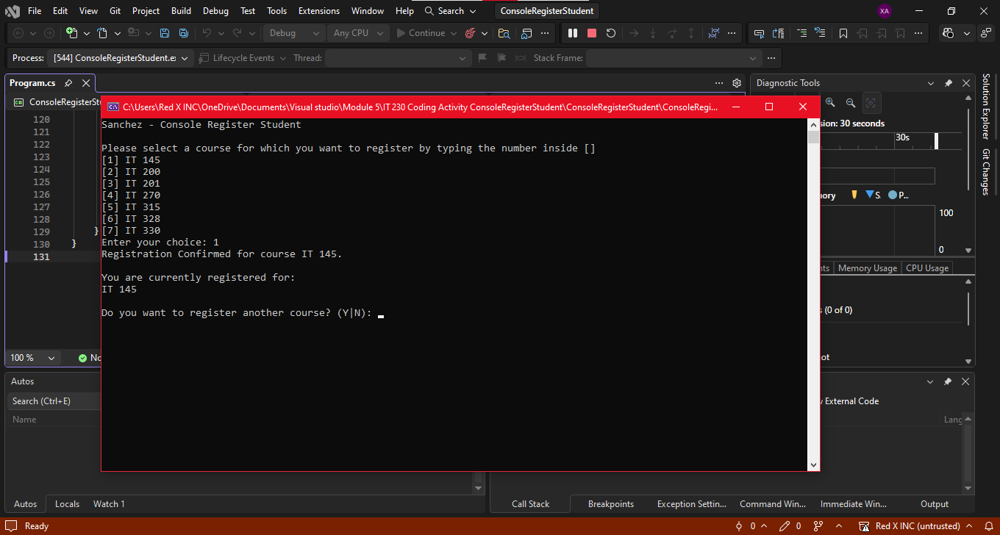 File Edit View Git Project Build Debug Test Tools Extensions Window Help Search ConsoleRegisterStudent XA
Debug Any CPU Continue
Process: [544] ConsoleRegisterStudent.ex Lifecycle Events Thread: Stack Frame:
Program.cs
Diagnostic Tools
C# ConsoleRegisterStu
C:\Users\Red X INC\OneDrive\Documents\Visual studio\Module 5\IT 230 Coding Activity ConsoleRegisterStudent\ConsoleRegisterStudent\ConsoleRegi...
Sanchez - Console Register Student
Please select a course for which you want to register by typing the number inside []
[1] IT 145
[2] IT 200
[3] IT 201
[4] IT 270
[5] IT 315
[6] IT 328
[7] IT 330
Enter your choice: 1
Registration Confirmed for course IT 145.
You are currently registered for:
IT 145
Do you want to register another course? (Y|N):
120
121
122
123
124
125
126
127
128
129 }
130 }
131
100 % No
sion: 30 seconds
30s
ory S. P...
100
0
nts Memory Usage CPU Usage
s (0 of 0)
ot
Solution Explorer
Git Changes
Autos
Search (Ctrl+E)
Name
External Code
Lang
Autos Locals Watch 1
Call Stack Breakpoints Exception Settin... Command Win... Immediate Win... Output
Ready 0 0 Red X INC (untrusted)